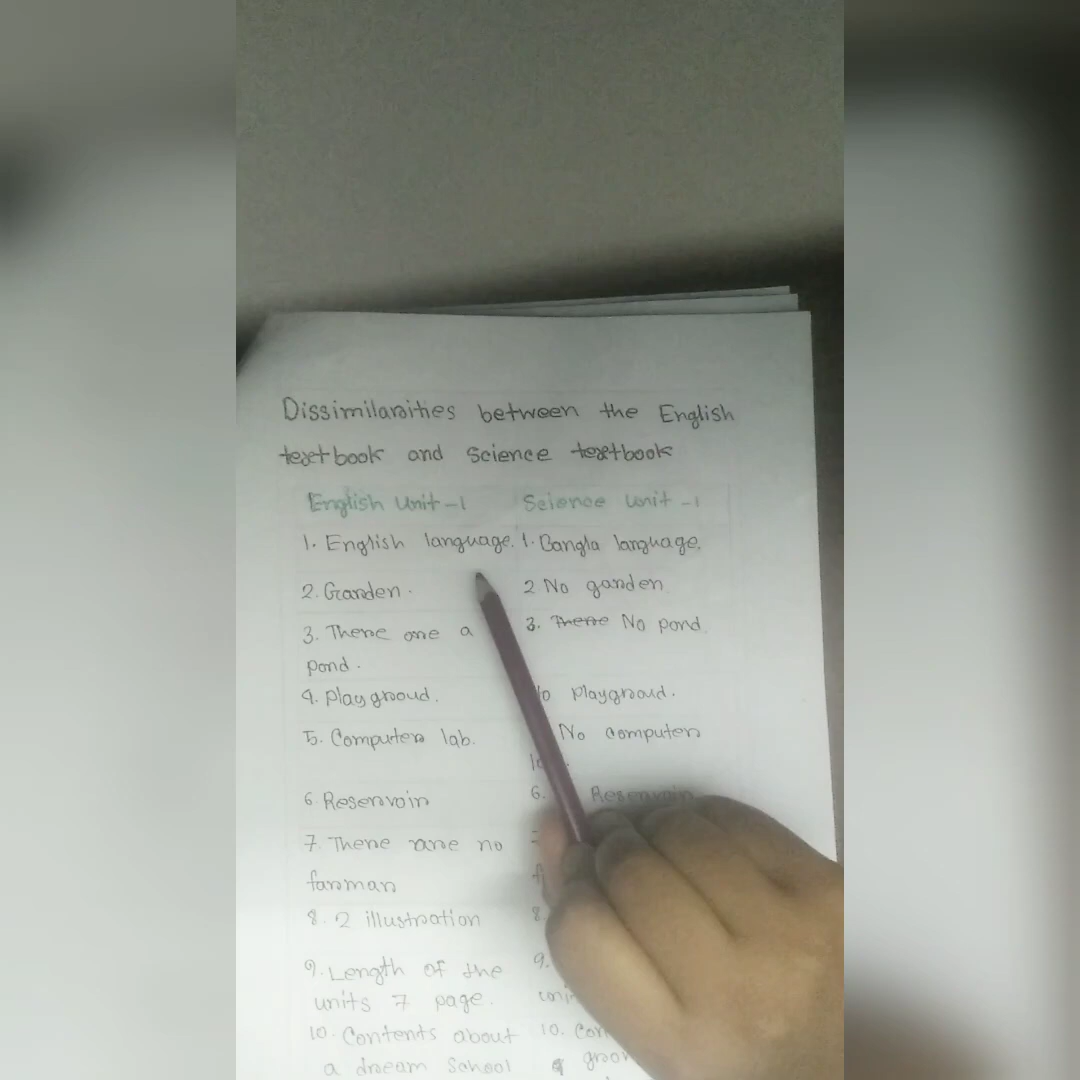 Dissimilarities between the English
textbook and Science textbook
English Unit-1 Science Unit-1
1. English language. 1. Bangla language.
2. Garden. 2 No garden.
3. There are a 3. There No pond.
pond.
4. Playgroud. No playgroud.
5. Computer lab. No computer
6. Reservoir 6. Reservoir
7. There are no
farmar
8. 2 illustration 8.
9. Length of the 9.
units 7 page.
10. Contents about 10.
a dream School